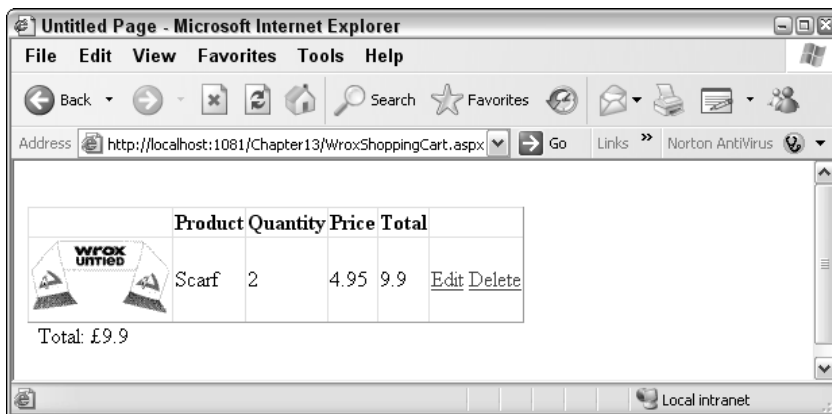 Untitled Page - Microsoft Internet Explorer
File Edit View Favorites Tools Help
Back Search Favorites
Address http://localhost:1081/Chapter13/WroxShoppingCart.aspx Go Links » Norton AntiVirus
Product Quantity Price Total
WROX
UNTIED
Scarf 2 4.95 9.9 Edit Delete
Total: £9.9
Local intranet